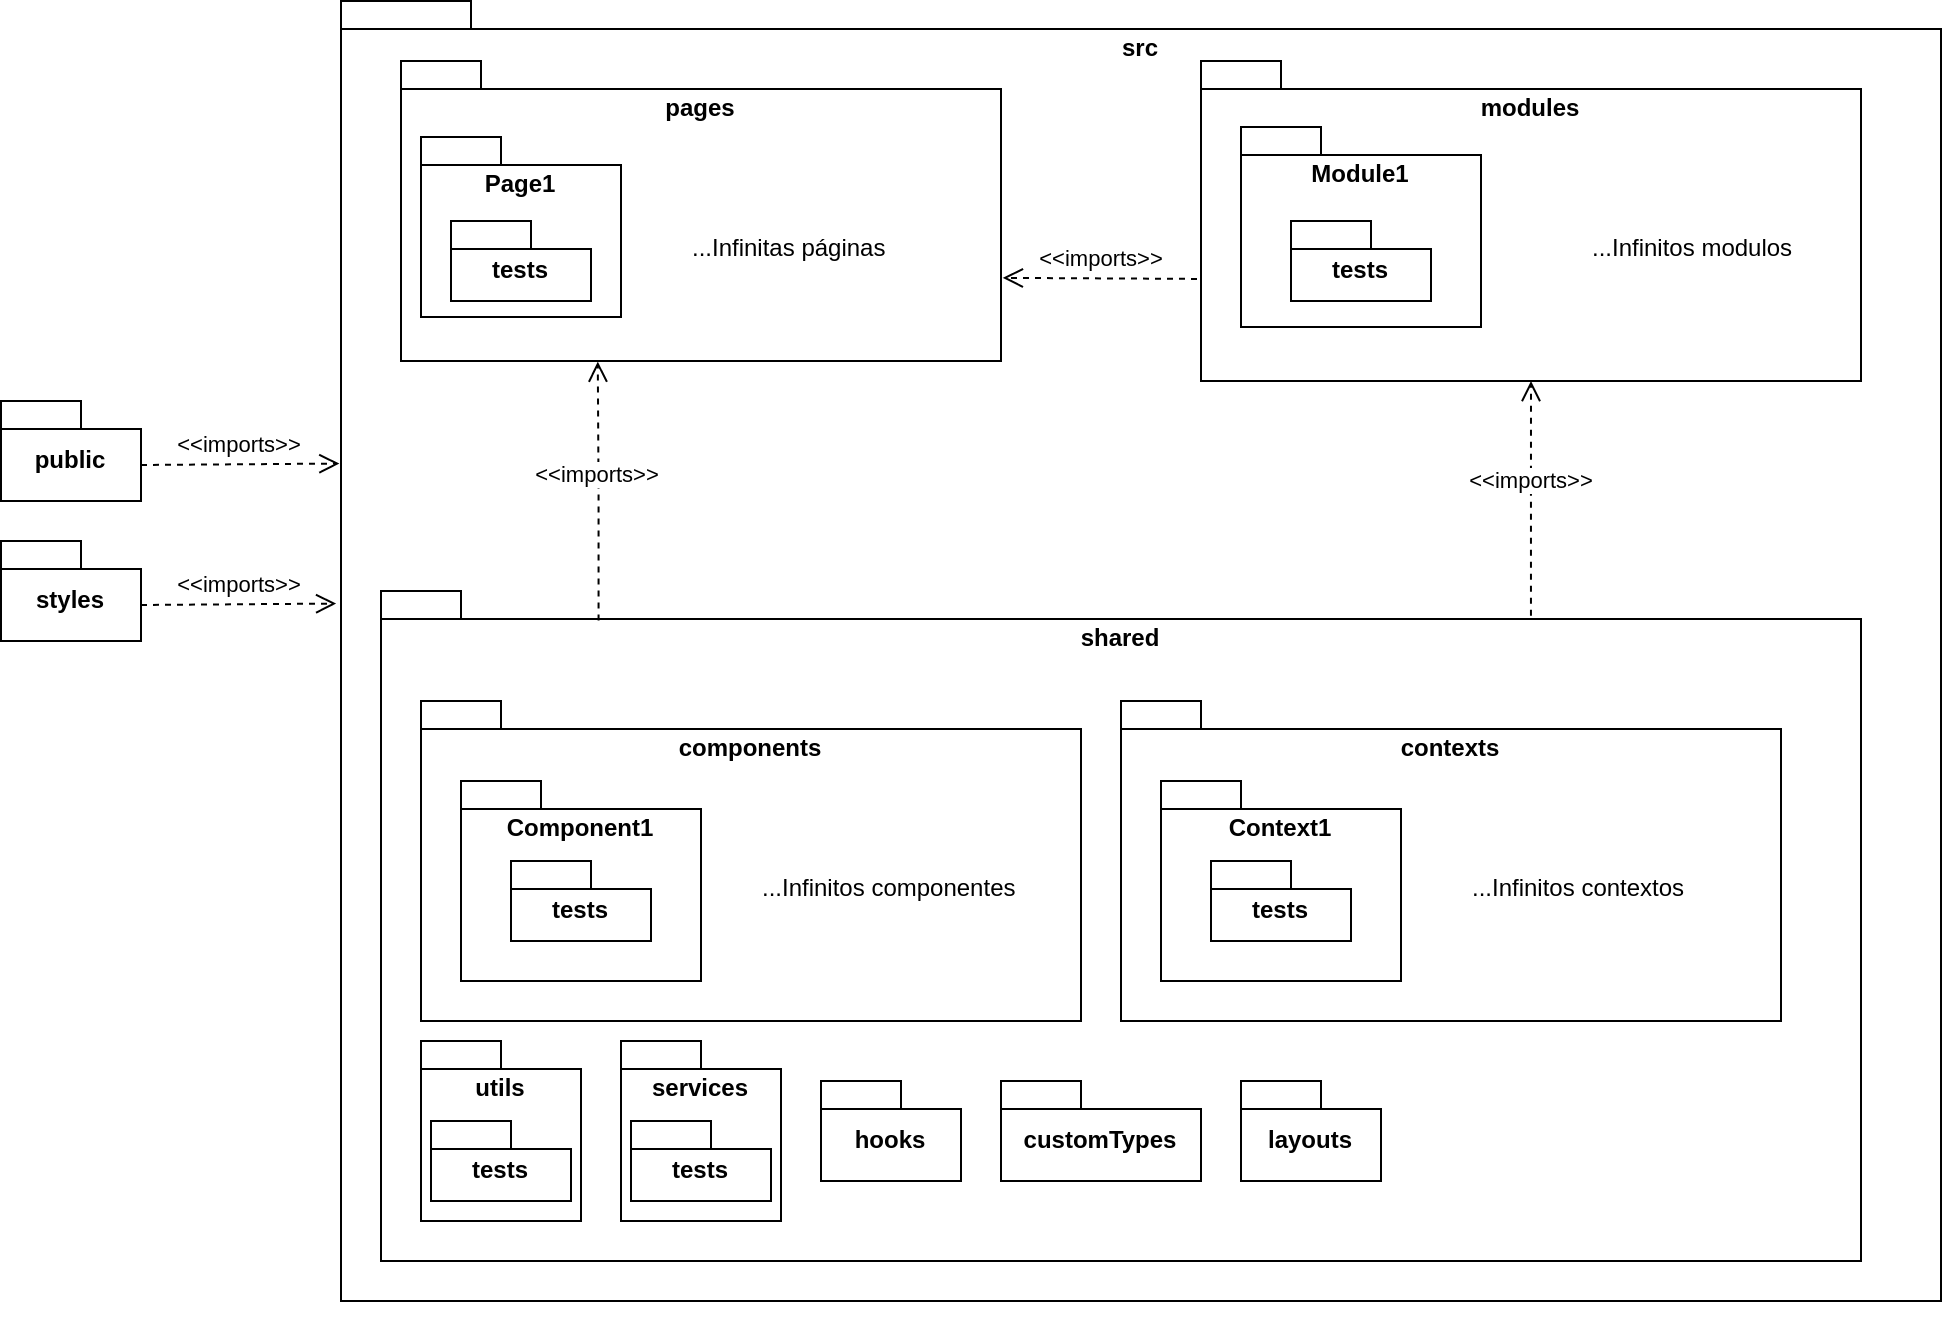 src
pages
modules
Page1
Module1
...Infinitas páginas
...Infinitos modulos
tests
tests
<<imports>>
public
<<imports>>
<<imports>>
<<imports>>
styles
<<imports>>
shared
components
contexts
Component1
Context1
...Infinitos componentes
...Infinitos contextos
tests
tests
utils
services
tests
tests
hooks
customTypes
layouts